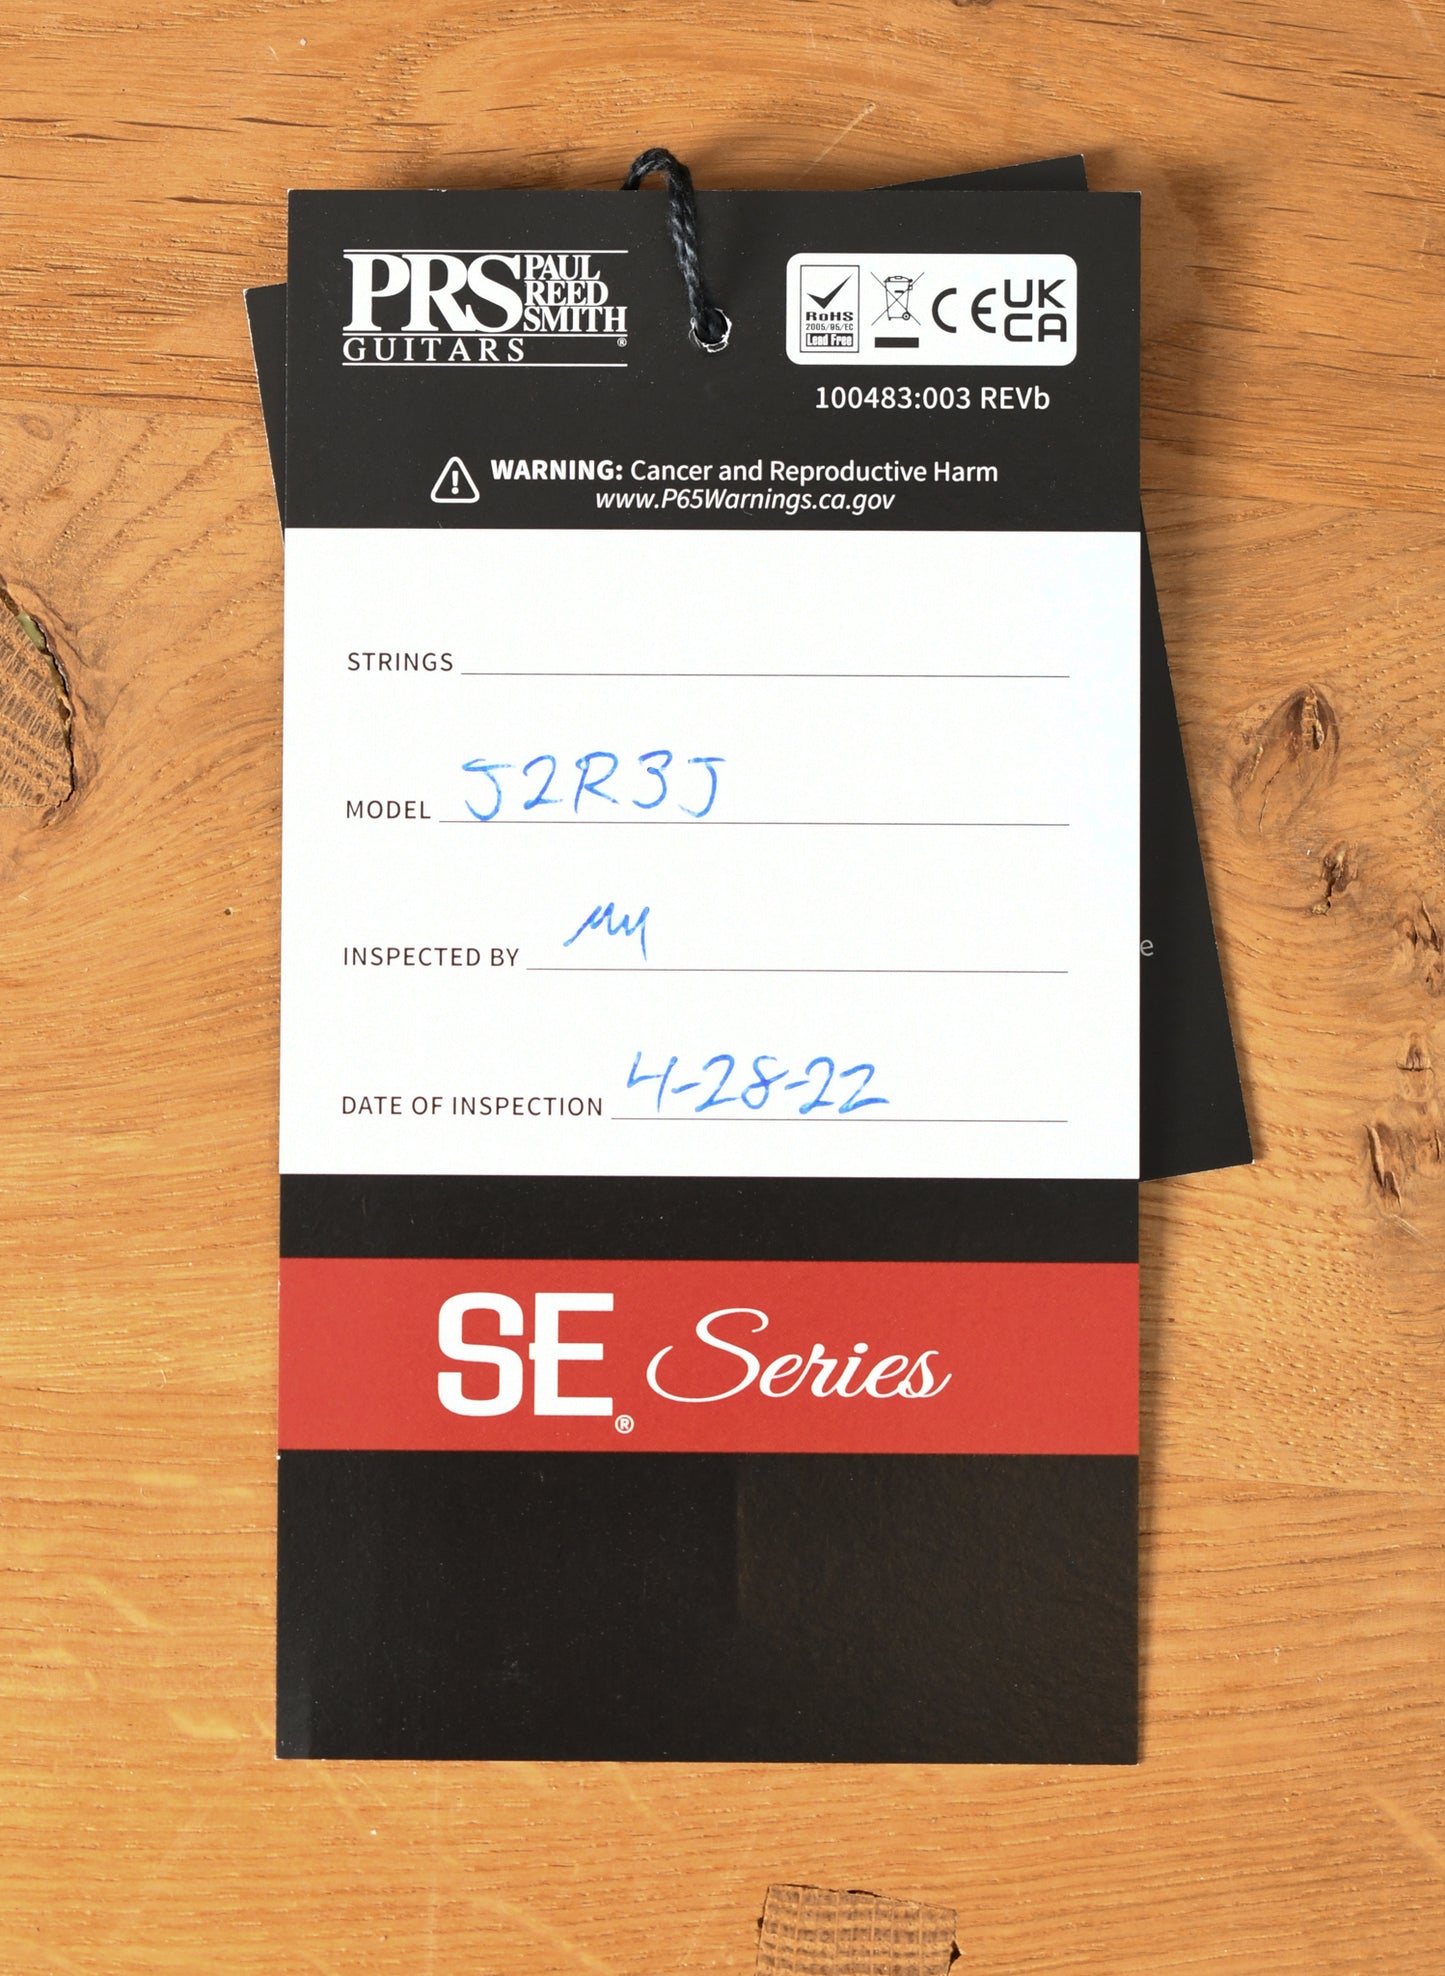 PRS PAUL REED SMITH
GUITARS ®
RoHS
2005/95/EC
Lead Free
CE
UK
CA
100483:003 REVb
WARNING: Cancer and Reproductive Harm
www.P65Warnings.ca.gov
STRINGS
MODEL J2R3J
INSPECTED BY
DATE OF INSPECTION 4-28-22
e
SE® Series